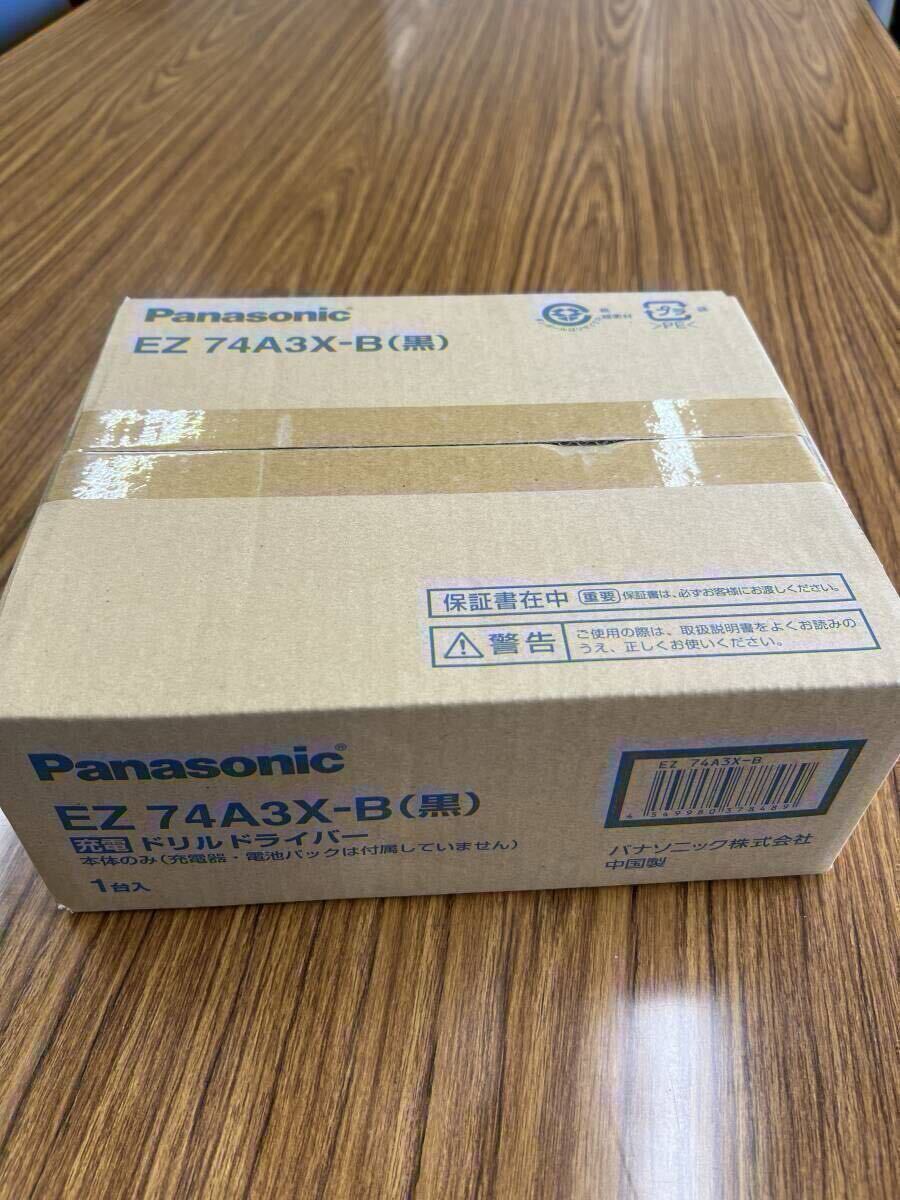 Panasonic
EZ 74A3X-B(黒)
プラ
>PE<
保証書在中 重要 保証書は、必ずお客様にお渡しください。
警告 ご使用の際は、取扱説明書をよくお読みの
うえ、正しくお使いください。
Panasonic®
EZ 74A3X-B(黒)
充電 ドリルドライバー
本体のみ(充電器・電池パックは付属していません)
1台入
EZ 74A3X-B
パナソニック株式会社
中国製